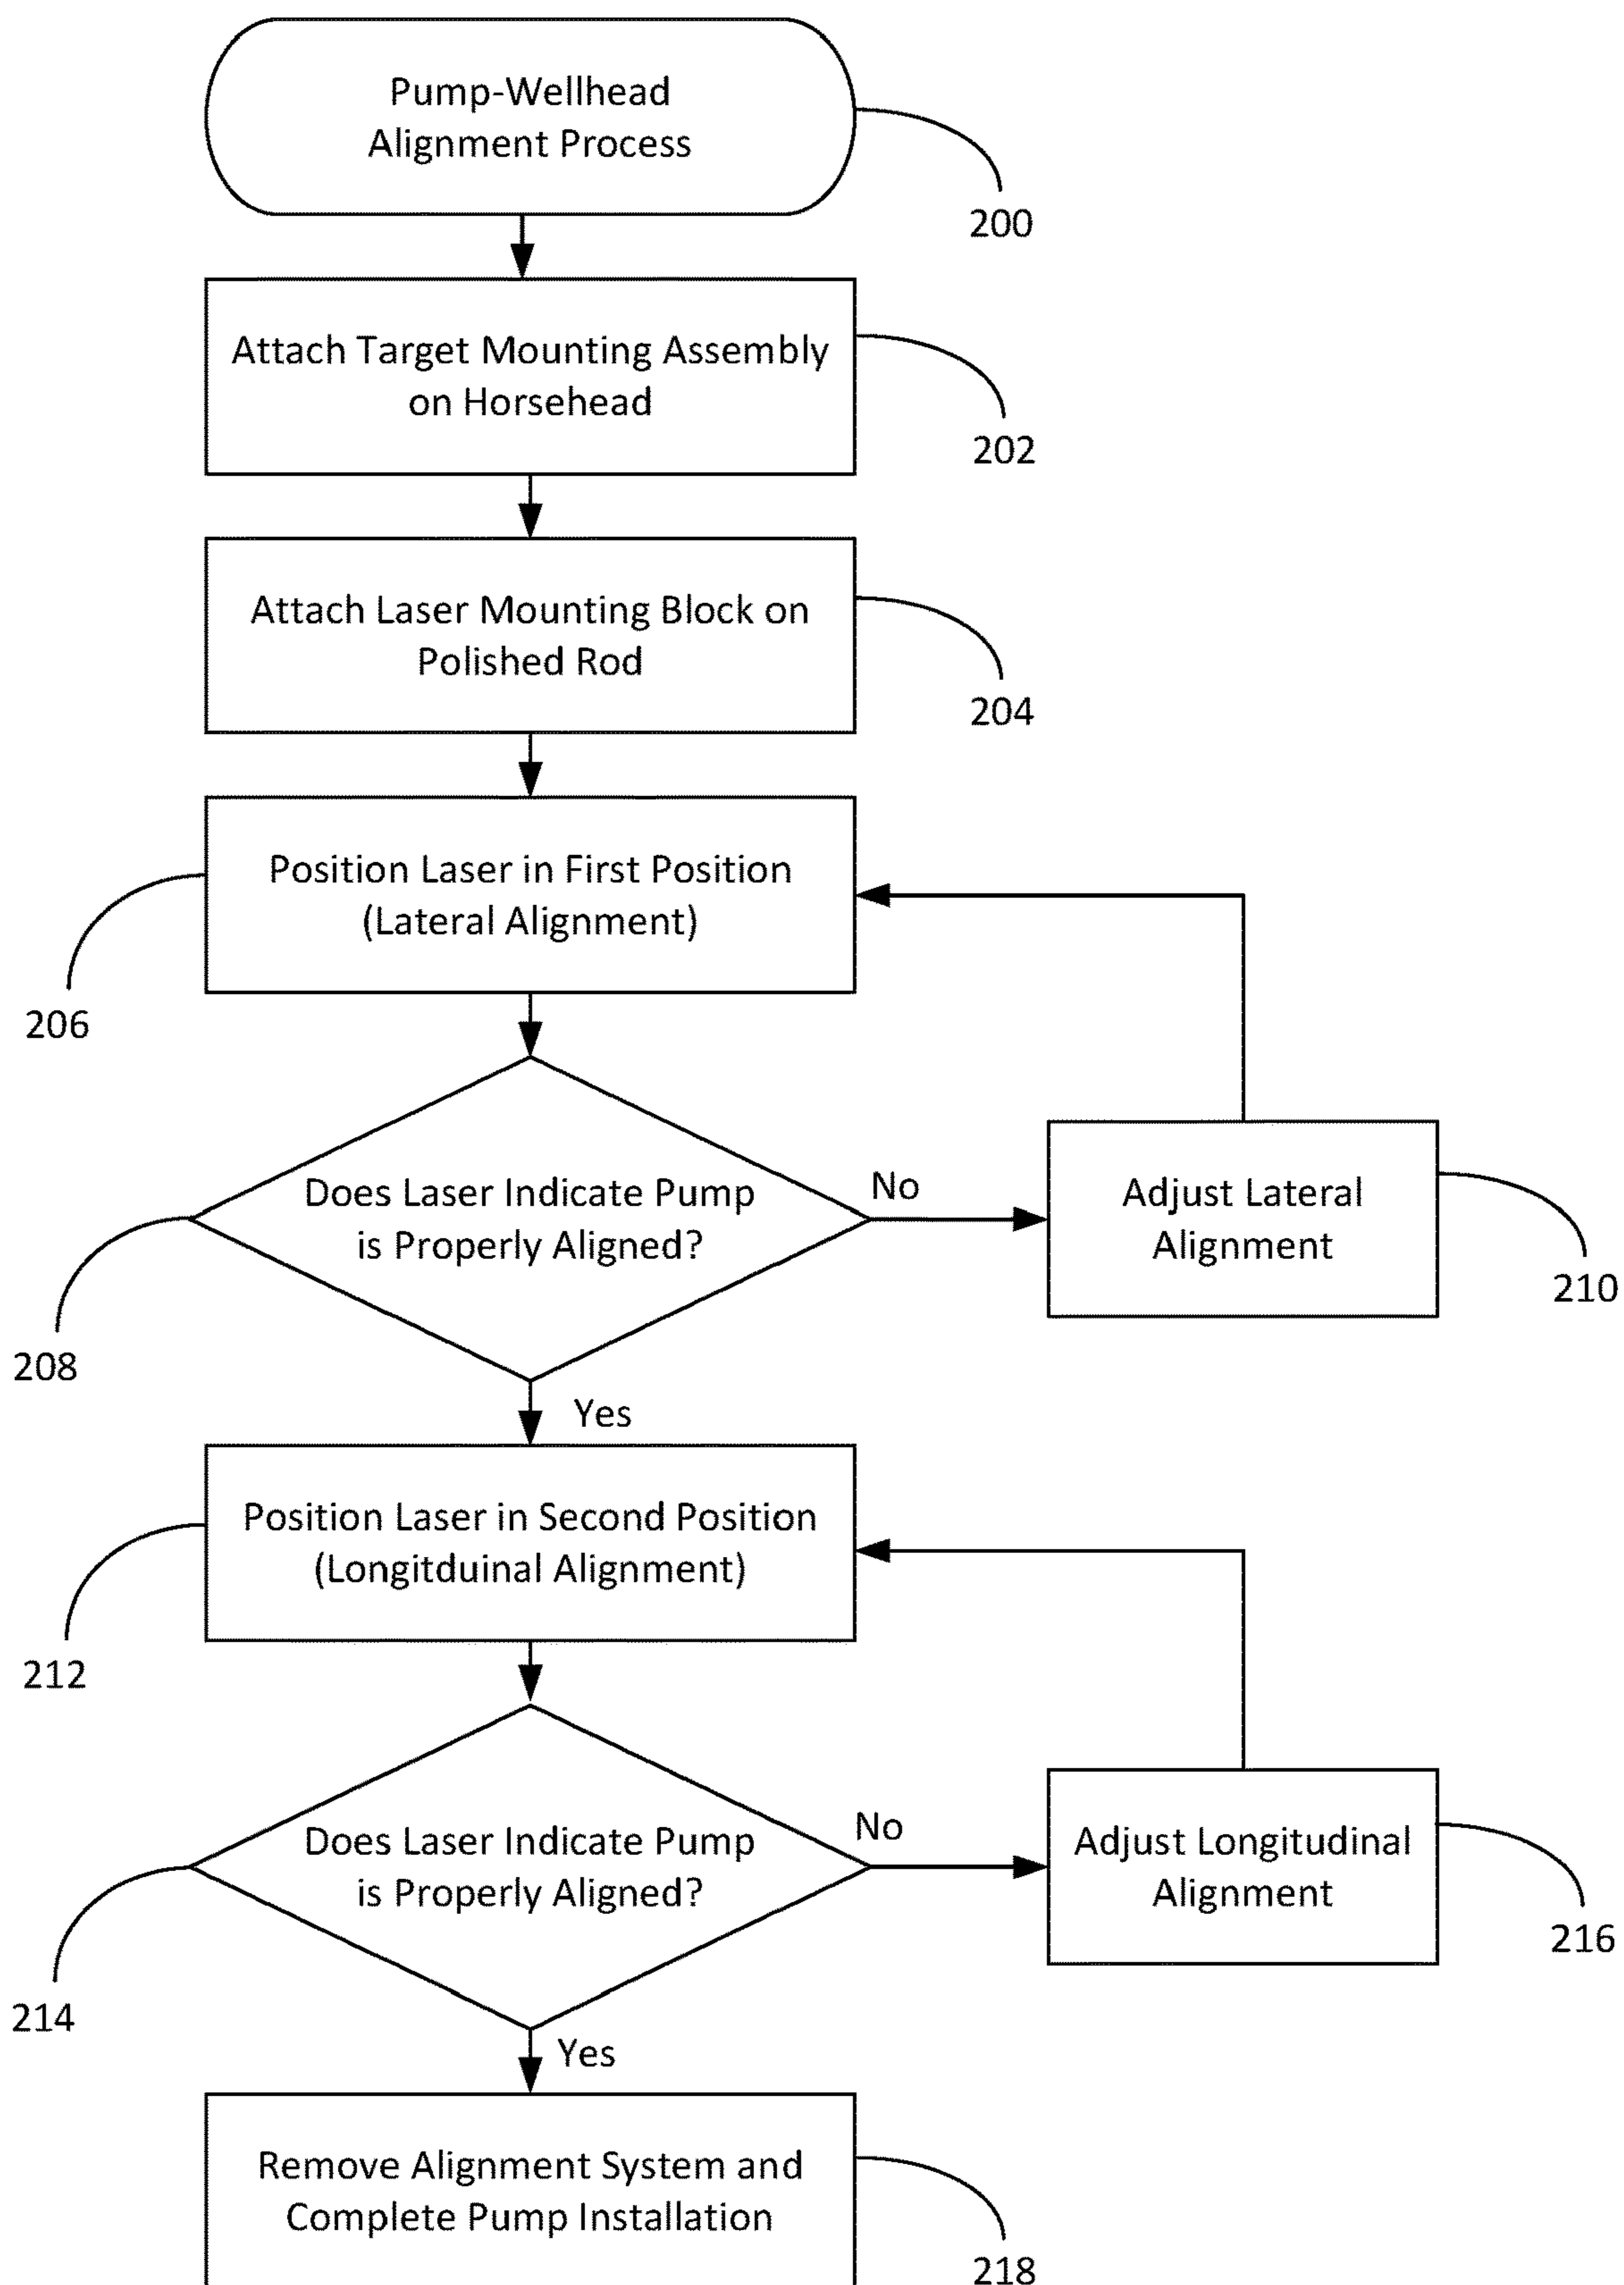 Pump-Wellhead
Alignment Process
200
Attach Target Mounting Assembly
on Horsehead
202
Attach Laser Mounting Block on
Polished Rod
204
Position Laser in First Position
(Lateral Alignment)
206
Does Laser Indicate Pump
is Properly Aligned?
No
Adjust Lateral
Alignment
210
208
Yes
Position Laser in Second Position
(Longitduinal Alignment)
212
Does Laser Indicate Pump
is Properly Aligned?
No
Adjust Longitudinal
Alignment
216
214
Yes
Remove Alignment System and
Complete Pump Installation
218